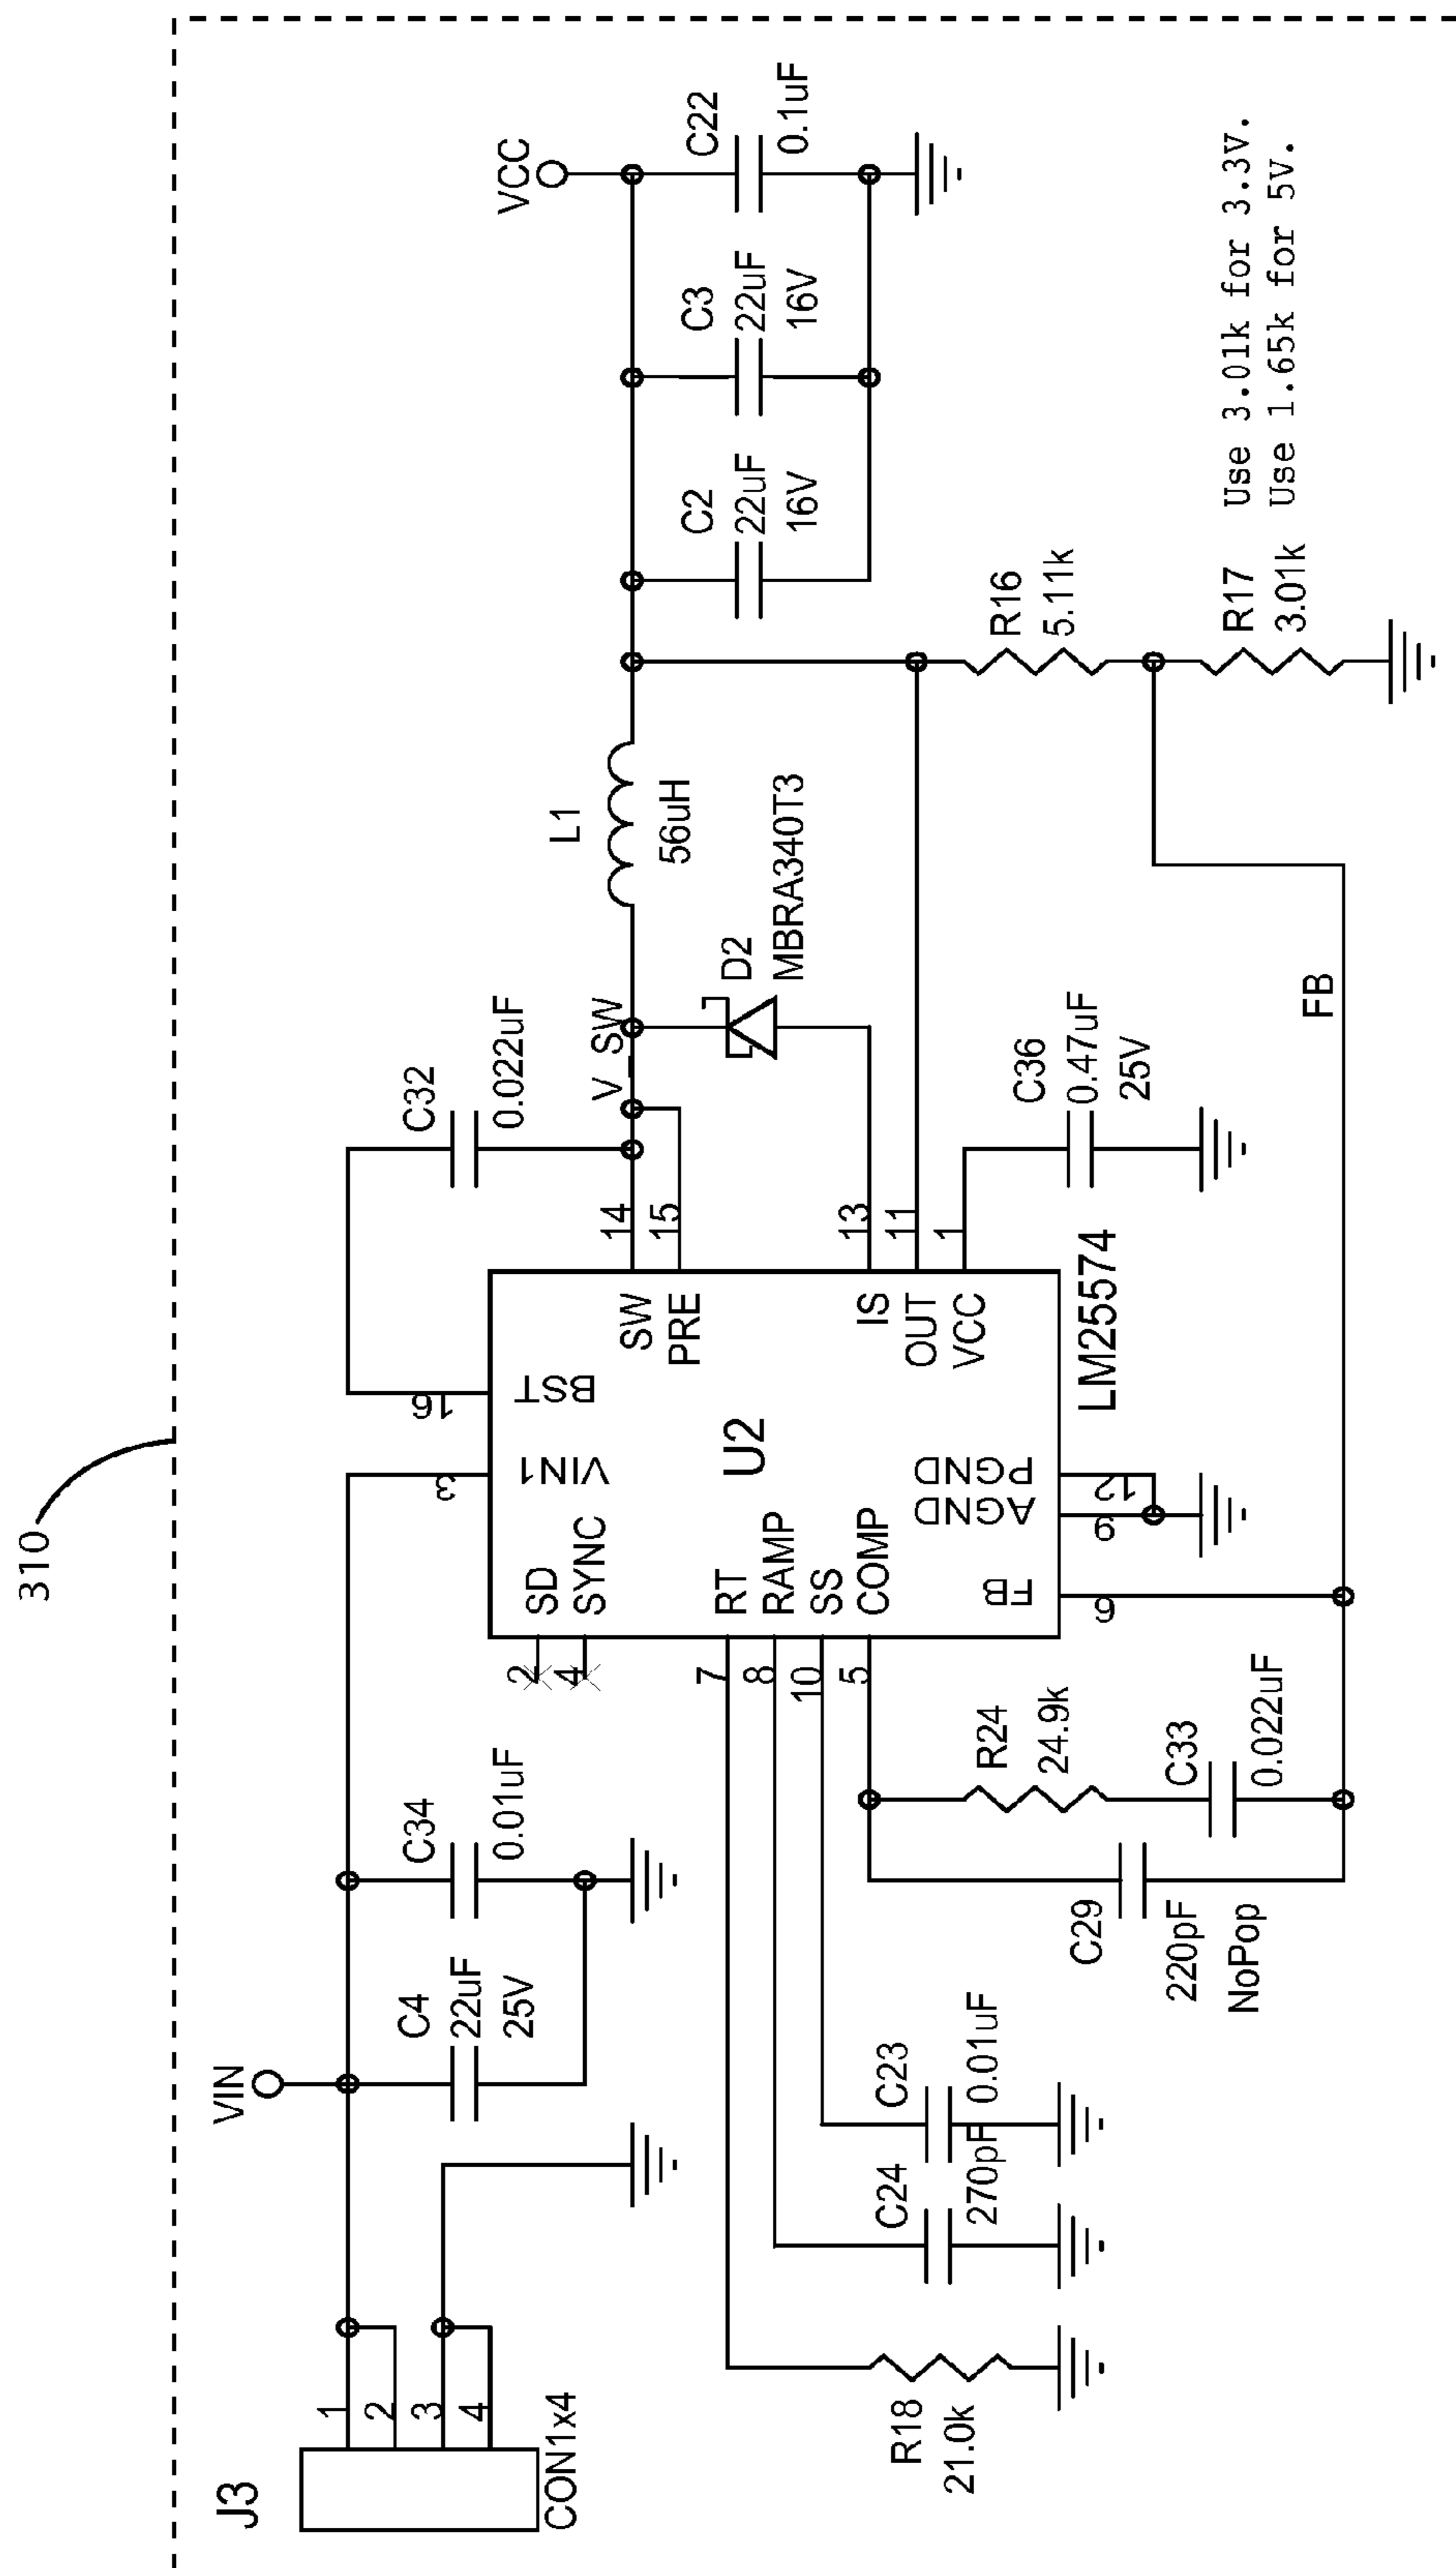 310
J3
CON1x4
1
2
3
4
VIN
C4
22uF
25V
C34
0.01uF
C32
0.022uF
16
BST
3
VIN1
2
SD
4
SYNC
7
RT
8
RAMP
10
SS
5
COMP
U2
LM25574
SW
14
PRE
15
IS
13
OUT
11
VCC
1
FB
6
AGND
9
PGND
12
V_SW
L1
56uH
D2
MBRA340T3
C36
0.47uF
25V
VCC
C2
22uF
16V
C3
22uF
16V
C22
0.1uF
R16
5.11k
R17
3.01k
Use 3.01k for 3.3V.
Use 1.65k for 5V.
FB
R24
24.9k
C33
0.022uF
C29
220pF
NoPop
C23
0.01uF
C24
270pF
R18
21.0k